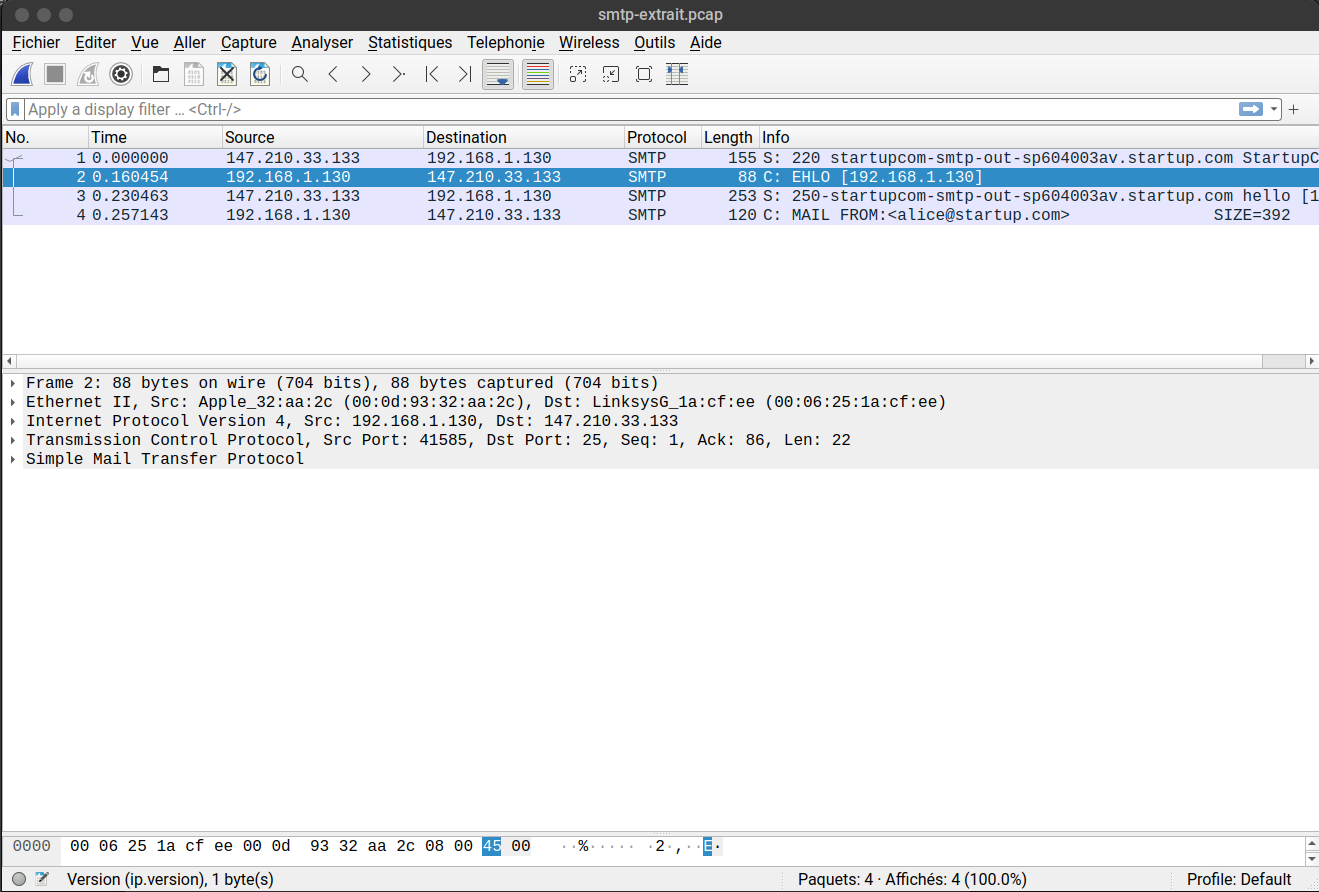 smtp-extrait.pcap
Fichier Editer Vue Aller Capture Analyser Statistiques Telephonie Wireless Outils Aide
Apply a display filter … <Ctrl-/>
No. Time Source Destination Protocol Length Info
1 0.000000 147.210.33.133 192.168.1.130 SMTP 155 S: 220 startupcom-smtp-out-sp604003av.startup.com StartupC
2 0.160454 192.168.1.130 147.210.33.133 SMTP 88 C: EHLO [192.168.1.130]
3 0.230463 147.210.33.133 192.168.1.130 SMTP 253 S: 250-startupcom-smtp-out-sp604003av.startup.com hello [1
4 0.257143 192.168.1.130 147.210.33.133 SMTP 120 C: MAIL FROM:<alice@startup.com> SIZE=392
Frame 2: 88 bytes on wire (704 bits), 88 bytes captured (704 bits)
Ethernet II, Src: Apple_32:aa:2c (00:0d:93:32:aa:2c), Dst: LinksysG_1a:cf:ee (00:06:25:1a:cf:ee)
Internet Protocol Version 4, Src: 192.168.1.130, Dst: 147.210.33.133
Transmission Control Protocol, Src Port: 41585, Dst Port: 25, Seq: 1, Ack: 86, Len: 22
Simple Mail Transfer Protocol
0000 00 06 25 1a cf ee 00 0d 93 32 aa 2c 08 00 45 00 ··%····· ·2·,··E·
Version (ip.version), 1 byte(s) Paquets: 4 · Affichés: 4 (100.0%) Profile: Default